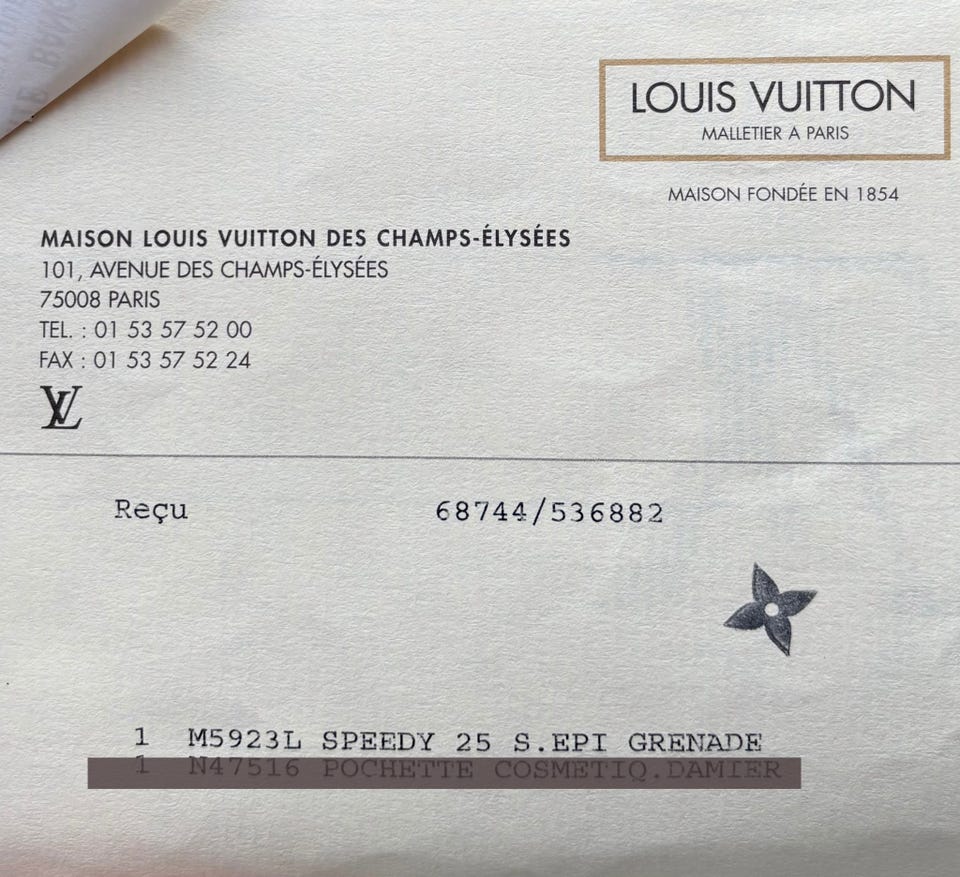 LOUIS VUITTON
MALLETIER A PARIS
MAISON FONDÉE EN 1854
MAISON LOUIS VUITTON DES CHAMPS-ÉLYSÉES
101, AVENUE DES CHAMPS-ÉLYSÉES
75008 PARIS
TEL. : 01 53 57 52 00
FAX : 01 53 57 52 24
LV
Reçu 68744/536882
1 M5923L SPEEDY 25 S.EPI GRENADE
1 N47516 POCHETTE COSMETIQ.DAMIER